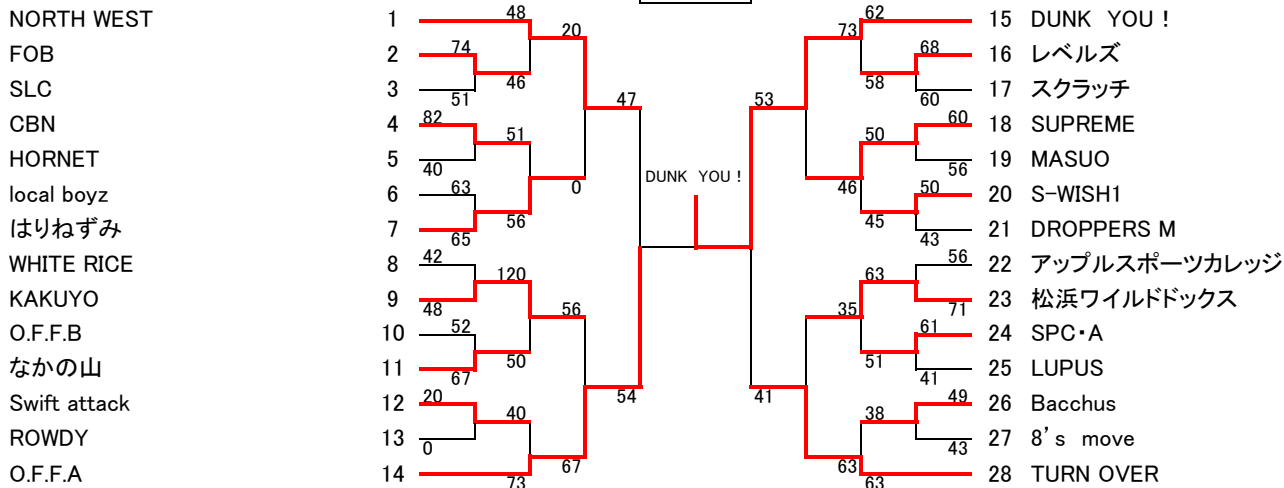 NORTH WEST 1 48 62 15 DUNK YOU !
20 73
FOB 2 74 68 16 レベルズ
46 58
SLC 3 51 60 17 スクラッチ
47 53
CBN 4 82 60 18 SUPREME
51 50
HORNET 5 40 56 19 MASUO
0 DUNK YOU ! 46
local boyz 6 63 50 20 S-WISH1
56 45
はりねずみ 7 65 43 21 DROPPERS M
WHITE RICE 8 42 56 22 アップルスポーツカレッジ
120 63
KAKUYO 9 48 71 23 松浜ワイルドドックス
56 35
O.F.F.B 10 52 61 24 SPC・A
50 51
なかの山 11 67 41 25 LUPUS
54 41
Swift attack 12 20 49 26 Bacchus
40 38
ROWDY 13 0 43 27 8's move
67 63
O.F.F.A 14 73 63 28 TURN OVER